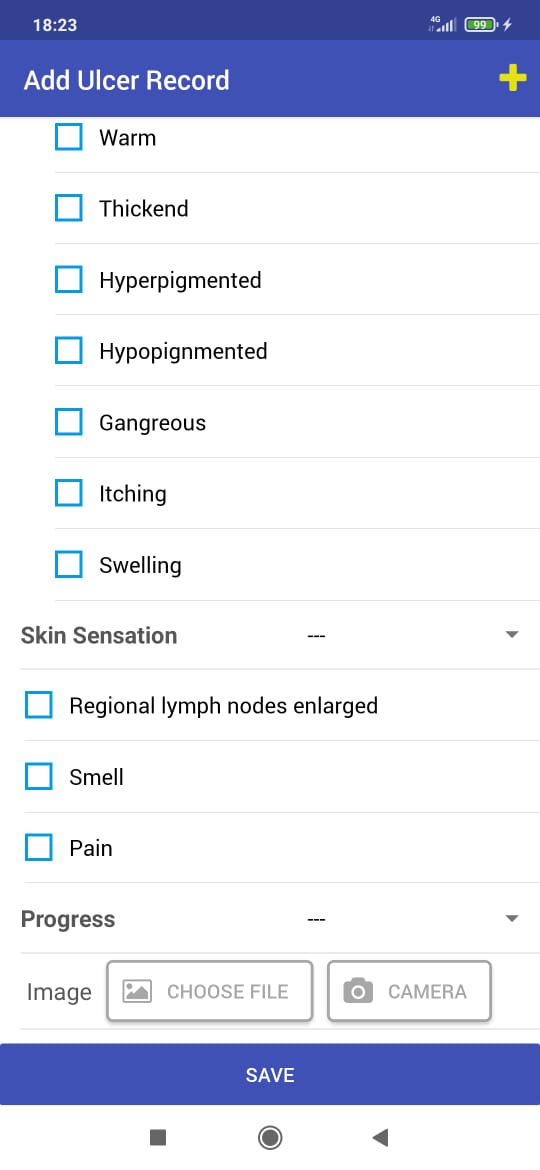 18:23
4G
99
Add Ulcer Record
Warm
Thickend
Hyperpigmented
Hypopignmented
Gangreous
Itching
Swelling
Skin Sensation ---
Regional lymph nodes enlarged
Smell
Pain
Progress ---
Image CHOOSE FILE CAMERA
SAVE